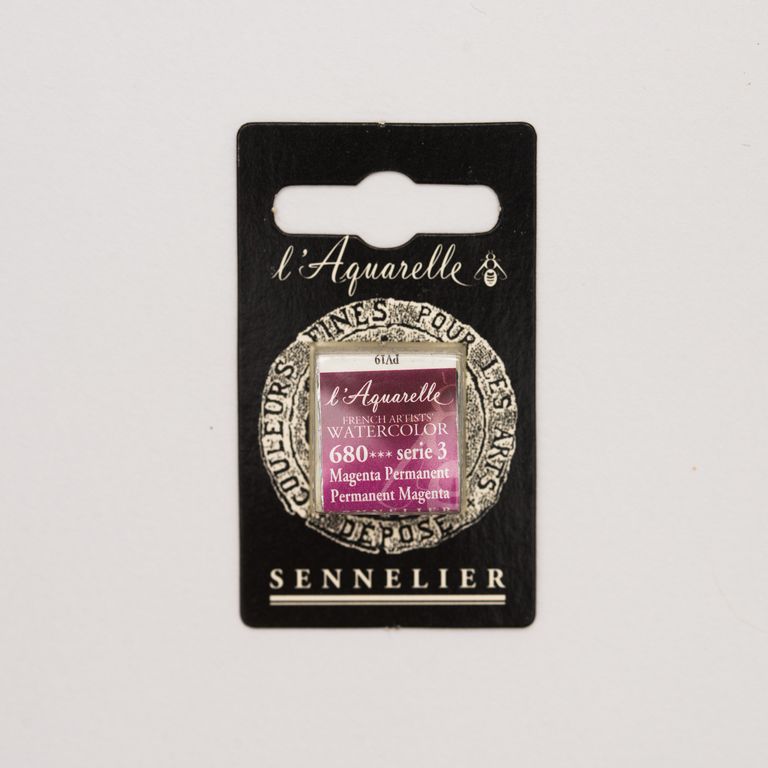 l'Aquarelle
COULEURS FINES POUR LES ARTS
DÉPOSÉ
PV19
l'Aquarelle
FRENCH ARTISTS'
WATERCOLOR
680*** serie 3
Magenta Permanent
Permanent Magenta
SENNELIER
SENNELIER